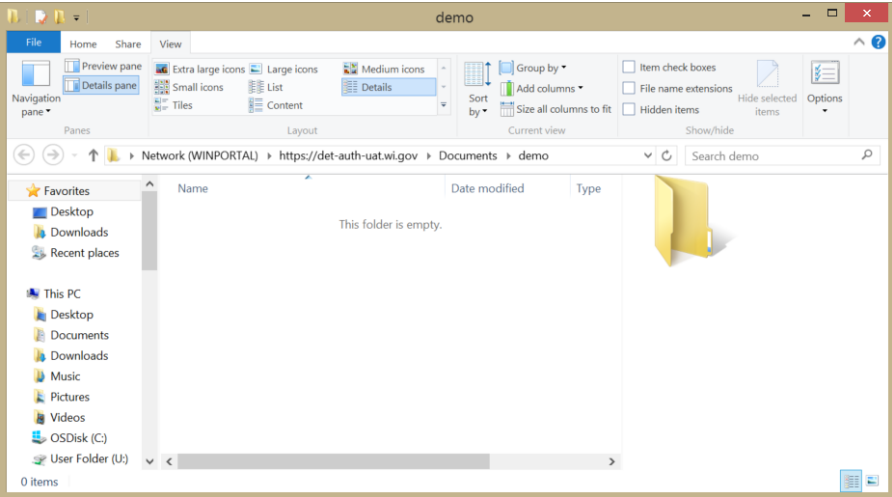 demo
File Home Share View
Preview pane
Details pane
Navigation
pane
Panes
Extra large icons Large icons Medium icons
Small icons List Details
Tiles Content
Layout
Sort
by
Group by
Add columns
Size all columns to fit
Current view
Item check boxes
File name extensions
Hidden items
Hide selected
items
Options
Show/hide
Network (WINPORTAL) https://det-auth-uat.wi.gov Documents demo
Search demo
Favorites
Desktop
Downloads
Recent places
This PC
Desktop
Documents
Downloads
Music
Pictures
Videos
OSDisk (C:)
User Folder (U:)
Name Date modified Type
This folder is empty.
0 items